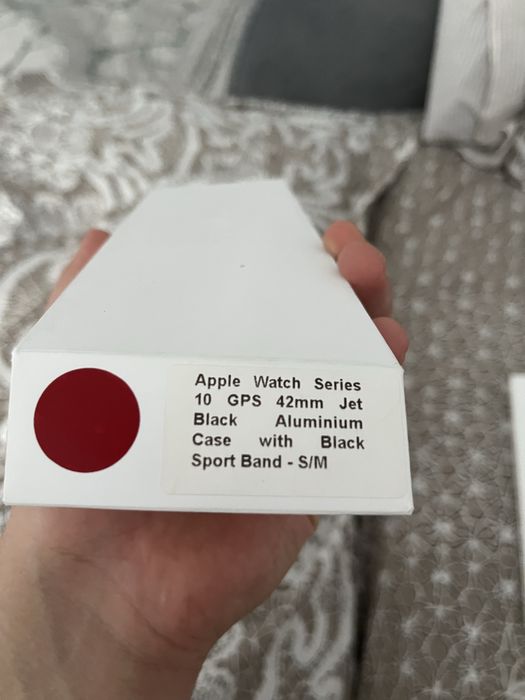 Apple Watch Series
10 GPS 42mm Jet
Black Aluminium
Case with Black
Sport Band - S/M